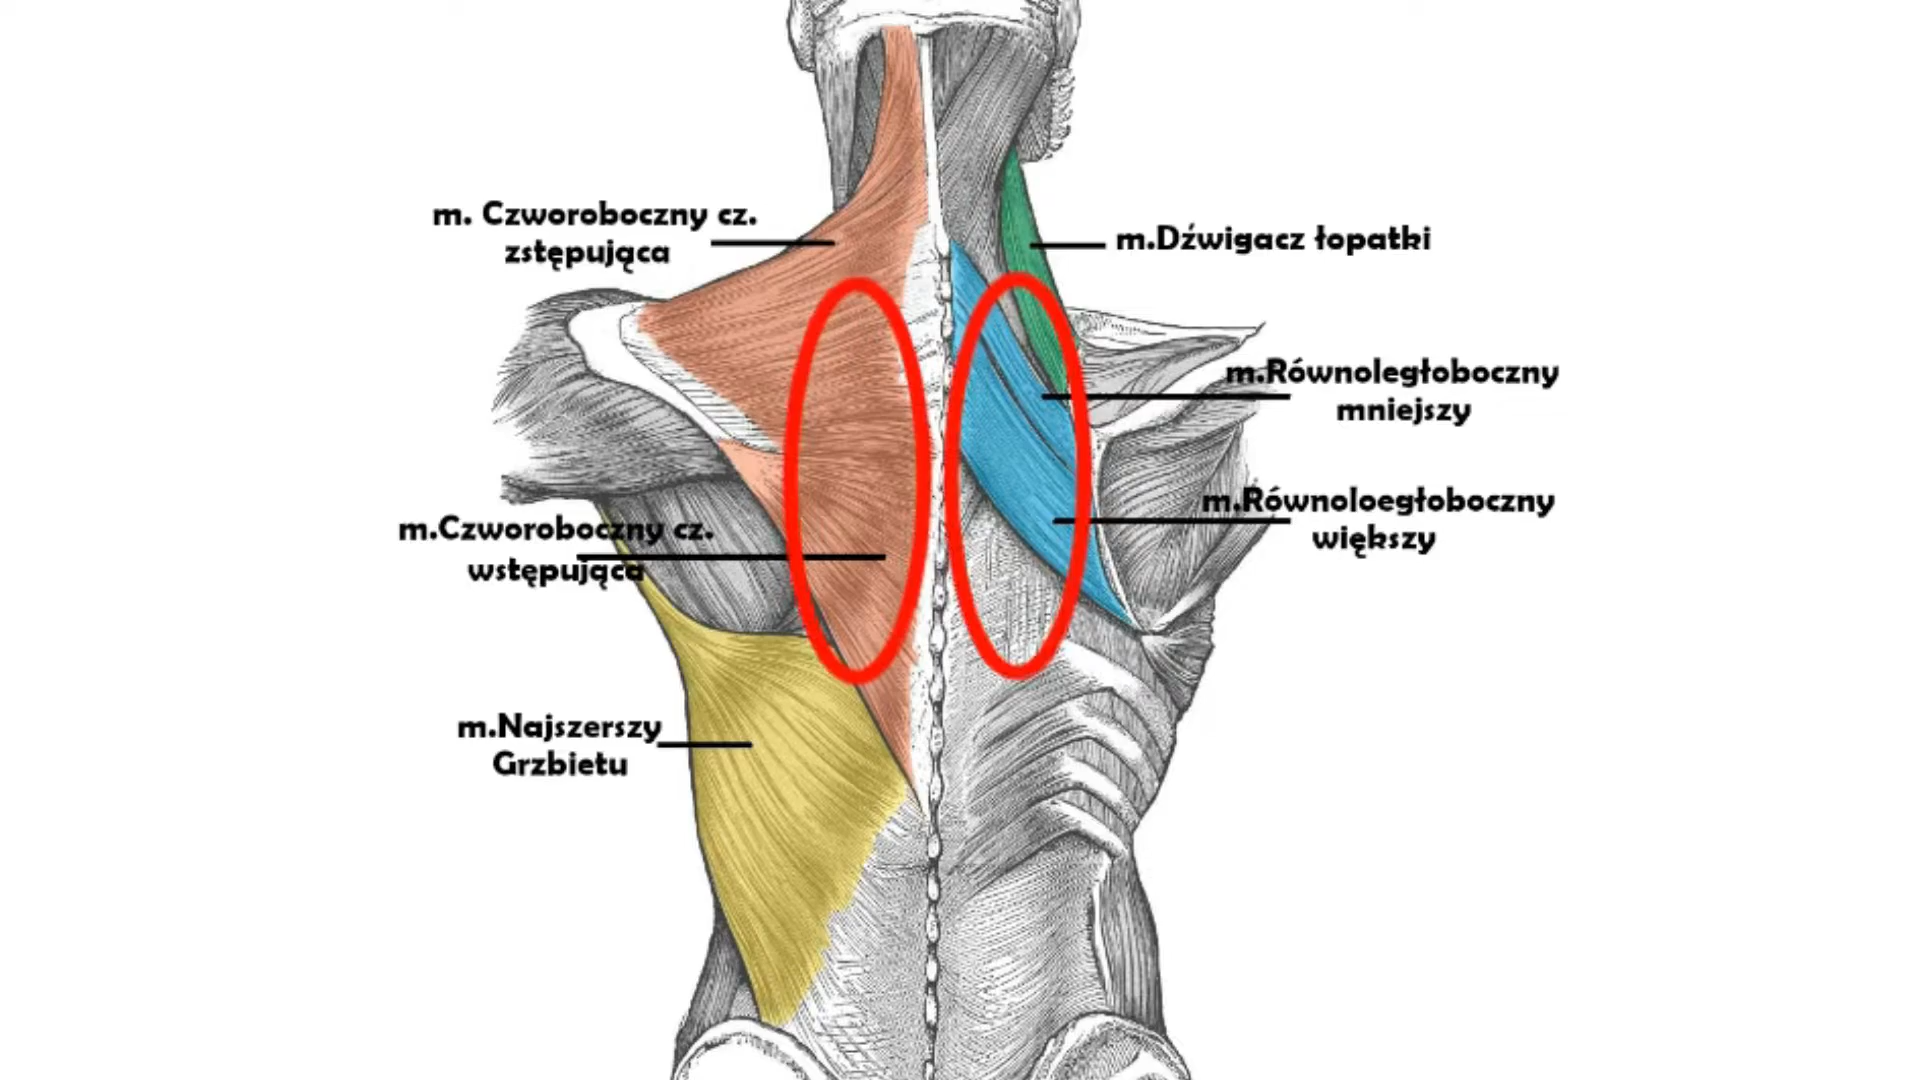 m. Czworoboczny cz.
zstępująca
m.Dźwigacz łopatki
m.Równoległoboczny
mniejszy
m.Czworoboczny cz.
wstępująca
m.Równoloegłoboczny
większy
m.Najszerszy
Grzbietu